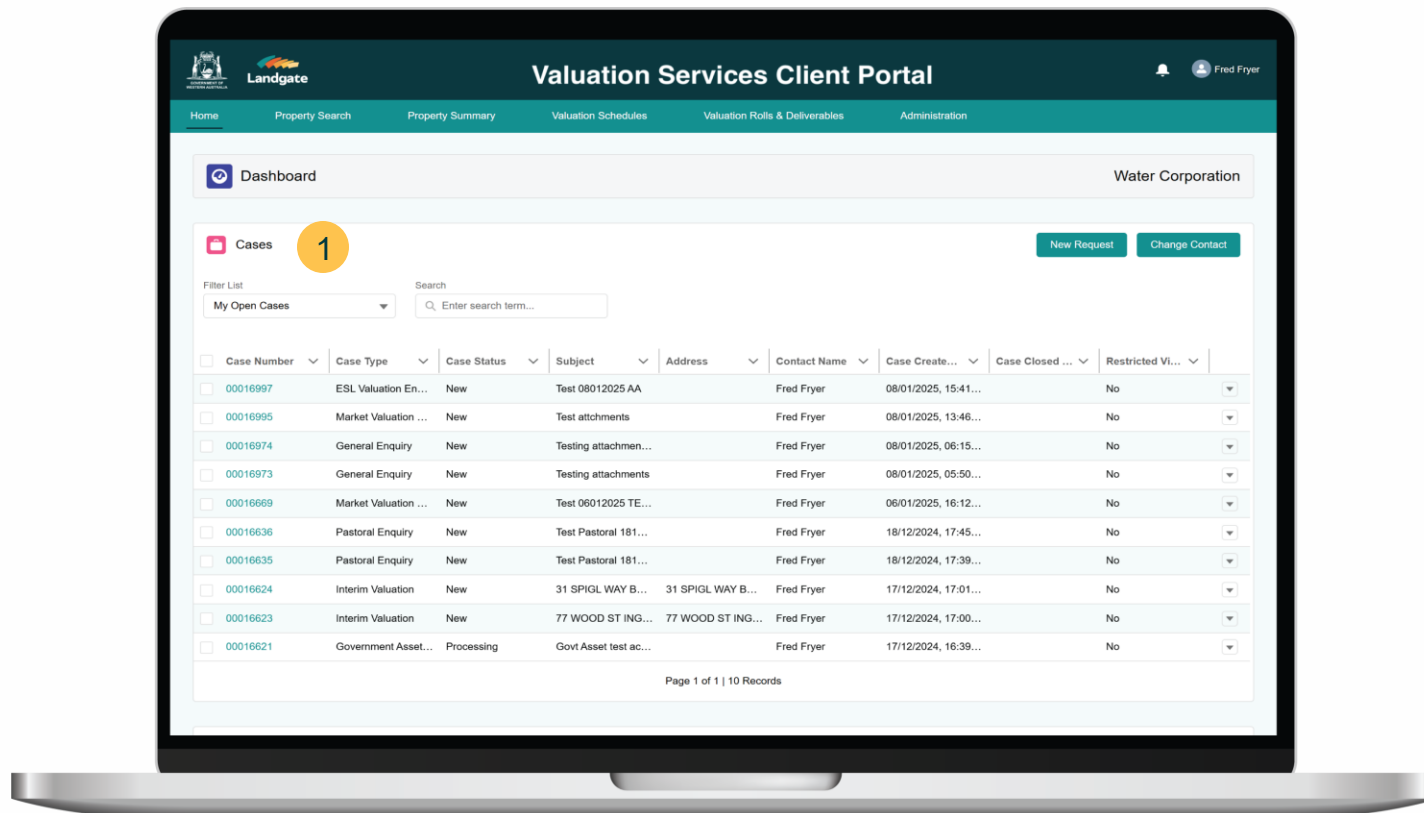 GOVERNMENT OF
WESTERN AUSTRALIA
Landgate
Valuation Services Client Portal
Fred Fryer
Home Property Search Property Summary Valuation Schedules Valuation Rolls & Deliverables Administration
Dashboard Water Corporation
Cases 1 New Request Change Contact
Filter List Search
My Open Cases Enter search term...
Case Number Case Type Case Status Subject Address Contact Name Case Create... Case Closed ... Restricted Vi...
00016997 ESL Valuation En... New Test 08012025 AA Fred Fryer 08/01/2025, 15:41... No
00016995 Market Valuation ... New Test attchments Fred Fryer 08/01/2025, 13:46... No
00016974 General Enquiry New Testing attachmen... Fred Fryer 08/01/2025, 06:15... No
00016973 General Enquiry New Testing attachments Fred Fryer 08/01/2025, 05:50... No
00016669 Market Valuation ... New Test 06012025 TE... Fred Fryer 06/01/2025, 16:12... No
00016636 Pastoral Enquiry New Test Pastoral 181... Fred Fryer 18/12/2024, 17:45... No
00016635 Pastoral Enquiry New Test Pastoral 181... Fred Fryer 18/12/2024, 17:39... No
00016624 Interim Valuation New 31 SPIGL WAY B... 31 SPIGL WAY B... Fred Fryer 17/12/2024, 17:01... No
00016623 Interim Valuation New 77 WOOD ST ING... 77 WOOD ST ING... Fred Fryer 17/12/2024, 17:00... No
00016621 Government Asset... Processing Govt Asset test ac... Fred Fryer 17/12/2024, 16:39... No
Page 1 of 1 | 10 Records